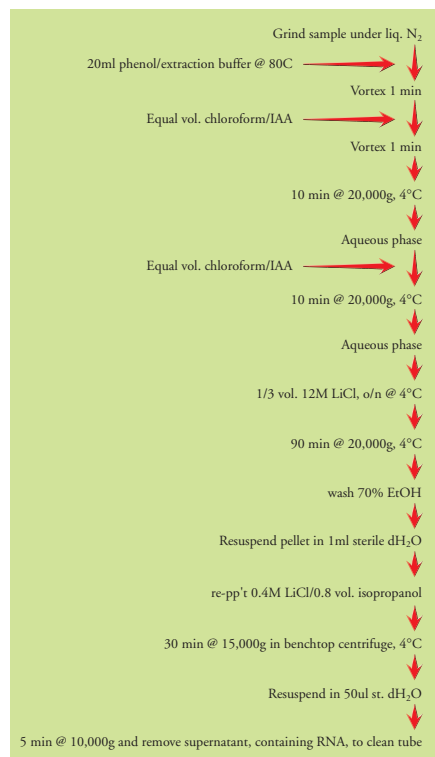 Grind sample under liq. N₂
20ml phenol/extraction buffer @ 80C
Vortex 1 min
Equal vol. chloroform/IAA
Vortex 1 min
10 min @ 20,000g, 4°C
Aqueous phase
Equal vol. chloroform/IAA
10 min @ 20,000g, 4°C
Aqueous phase
1/3 vol. 12M LiCl, o/n @ 4°C
90 min @ 20,000g, 4°C
wash 70% EtOH
Resuspend pellet in 1ml sterile dH₂O
re-pp't 0.4M LiCl/0.8 vol. isopropanol
30 min @ 15,000g in benchtop centrifuge, 4°C
Resuspend in 50ul st. dH₂O
5 min @ 10,000g and remove supernatant, containing RNA, to clean tube